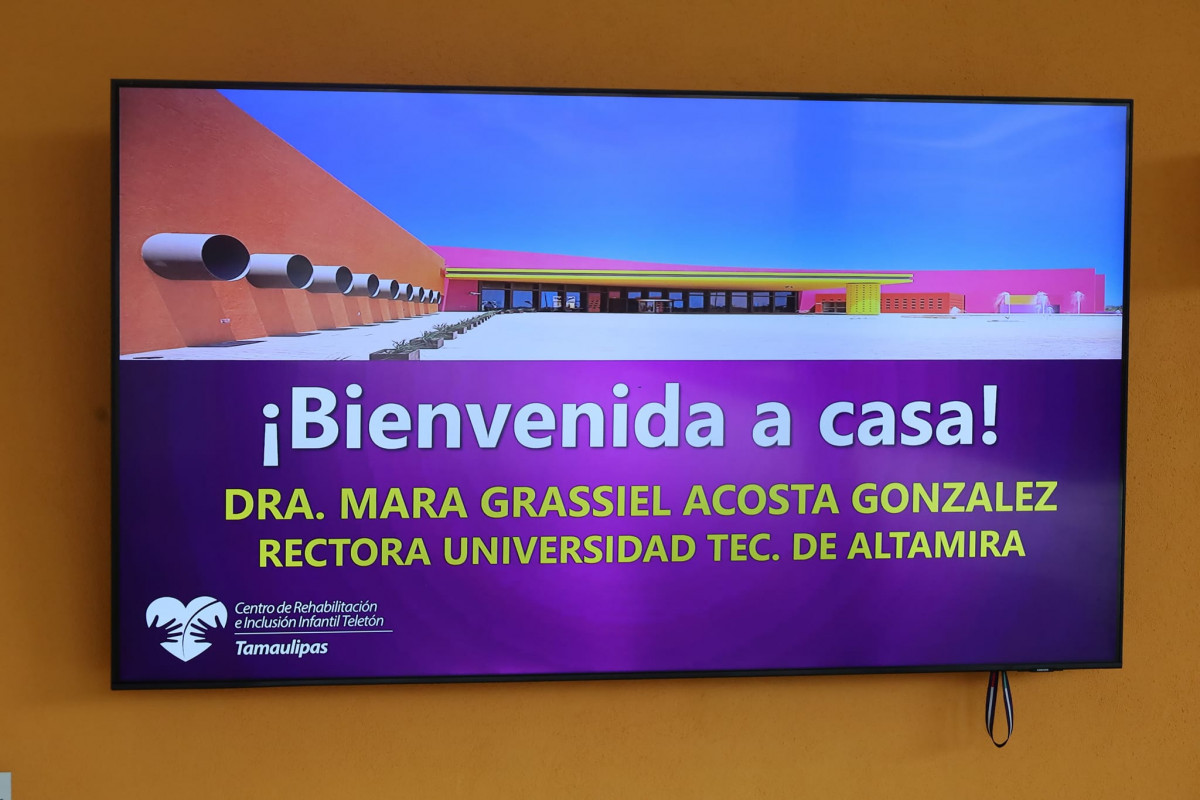 ¡Bienvenida a casa!
DRA. MARA GRASSIEL ACOSTA GONZALEZ
RECTORA UNIVERSIDAD TEC. DE ALTAMIRA
Centro de Rehabilitación
e Inclusión Infantil Teletón
Tamaulipas